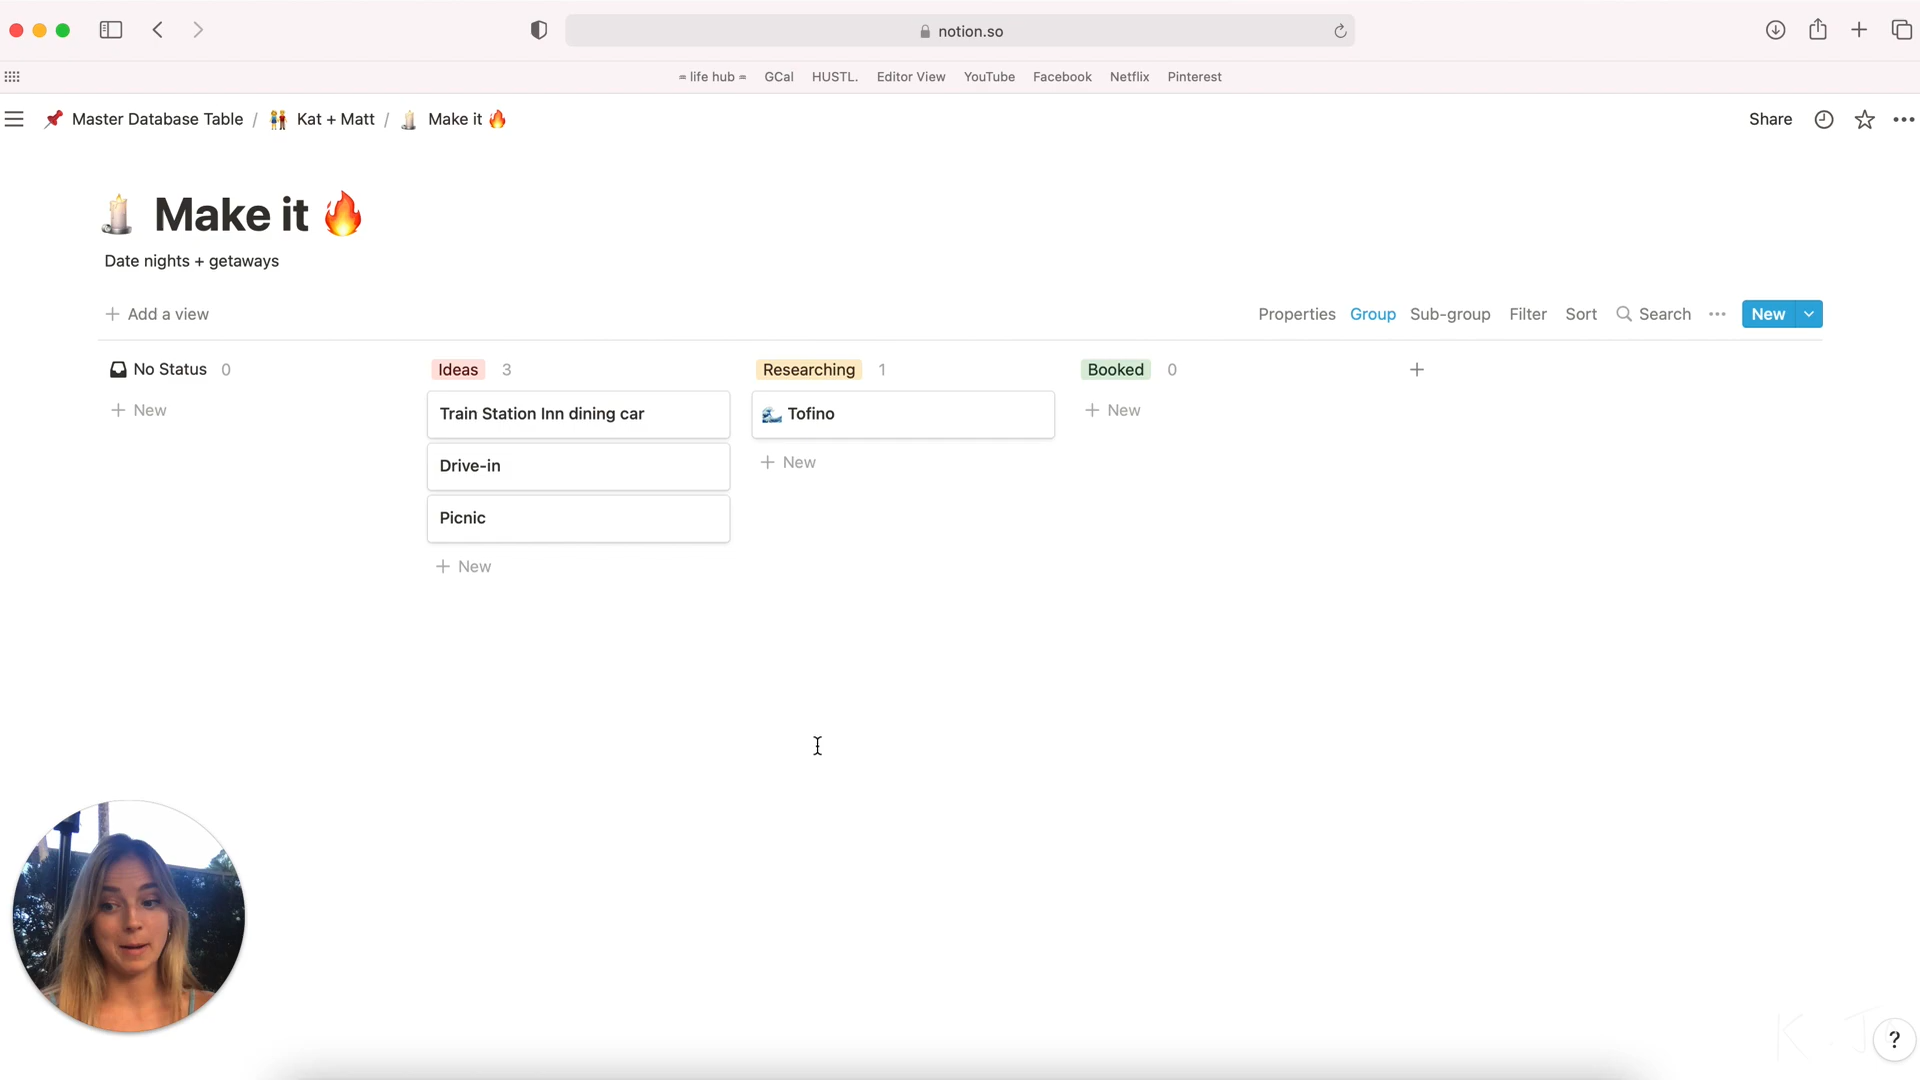 notion.so
= life hub =
GCal
HUSTL.
Editor View
YouTube
Facebook
Netflix
Pinterest
Master Database Table / Kat + Matt / Make it
Share
Make it
Date nights + getaways
+ Add a view
Properties
Group
Sub-group
Filter
Sort
Search
New
No Status 0
+ New
Ideas 3
Train Station Inn dining car
Drive-in
Picnic
+ New
Researching 1
Tofino
+ New
Booked 0
+ New
?